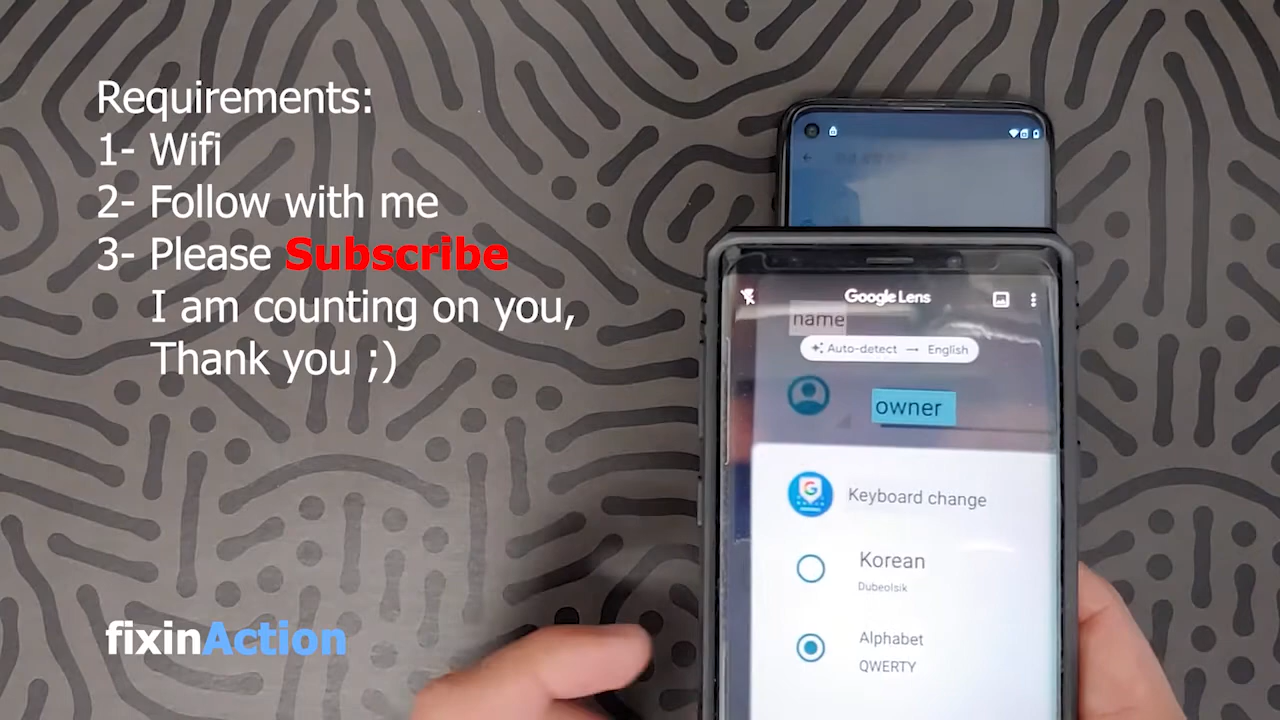 Requirements:
1- Wifi
2- Follow with me
3- Please Subscribe
I am counting on you,
Thank you ;)
Google Lens
name
Auto-detect → English
owner
Keyboard change
Korean
Dubeolsik
Alphabet
QWERTY
fixinAction